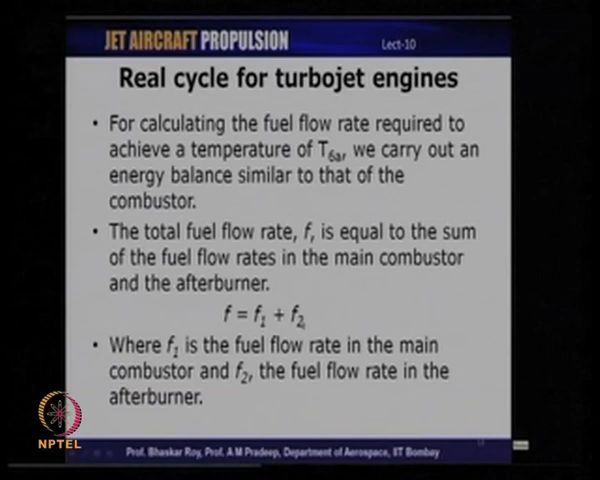 JET AIRCRAFT PROPULSION
Lect-10
Real cycle for turbojet engines
• For calculating the fuel flow rate required to
achieve a temperature of T6a, we carry out an
energy balance similar to that of the
combustor.
• The total fuel flow rate, f, is equal to the sum
of the fuel flow rates in the main combustor
and the afterburner.
f = f1 + f2
• Where f1 is the fuel flow rate in the main
combustor and f2, the fuel flow rate in the
afterburner.
NPTEL
Prof. Bhaskar Roy, Prof. A.M Pradeep, Department of Aerospace, IIT Bombay